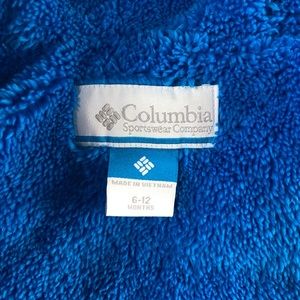 Columbia
Sportswear Company
MADE IN VIETNAM
6-12
MONTHS